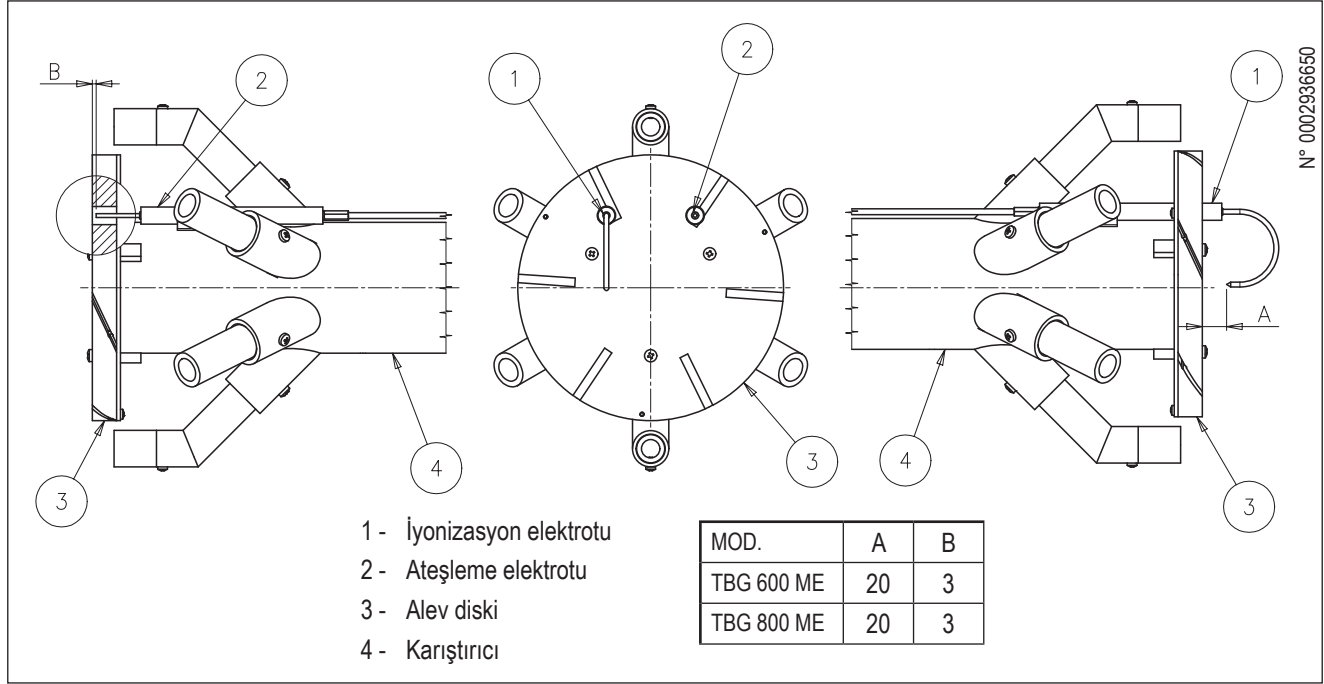 B
2
1
2
1
N° 0002936650
A
3
4
3
4
3
1 - İyonizasyon elektrotu
2 - Ateşleme elektrotu
3 - Alev diski
4 - Karıştırıcı
MOD. A B
TBG 600 ME 20 3
TBG 800 ME 20 3